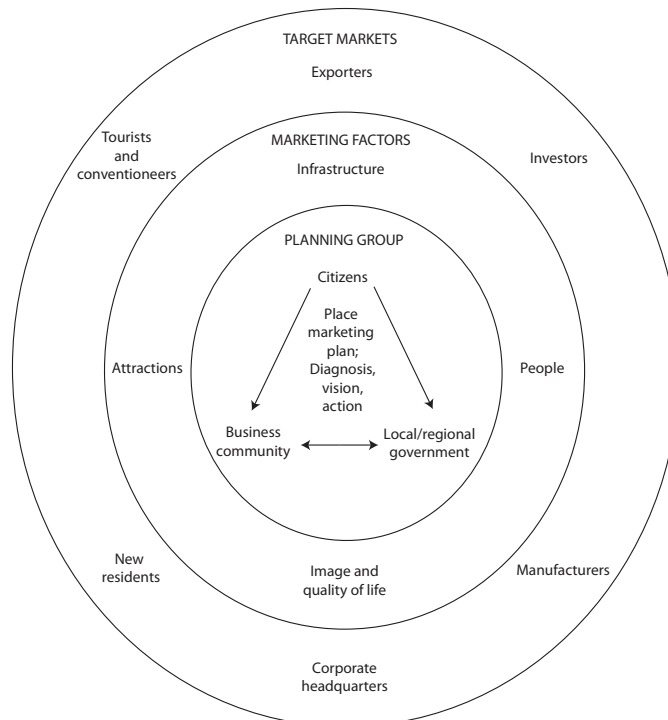 TARGET MARKETS
Exporters
Tourists
and
conventioneers
Investors
MARKETING FACTORS
Infrastructure
PLANNING GROUP
Citizens
Place
marketing
plan;
Diagnosis,
vision,
action
Attractions
People
Business
community
Local/regional
government
New
residents
Image and
quality of life
Manufacturers
Corporate
headquarters